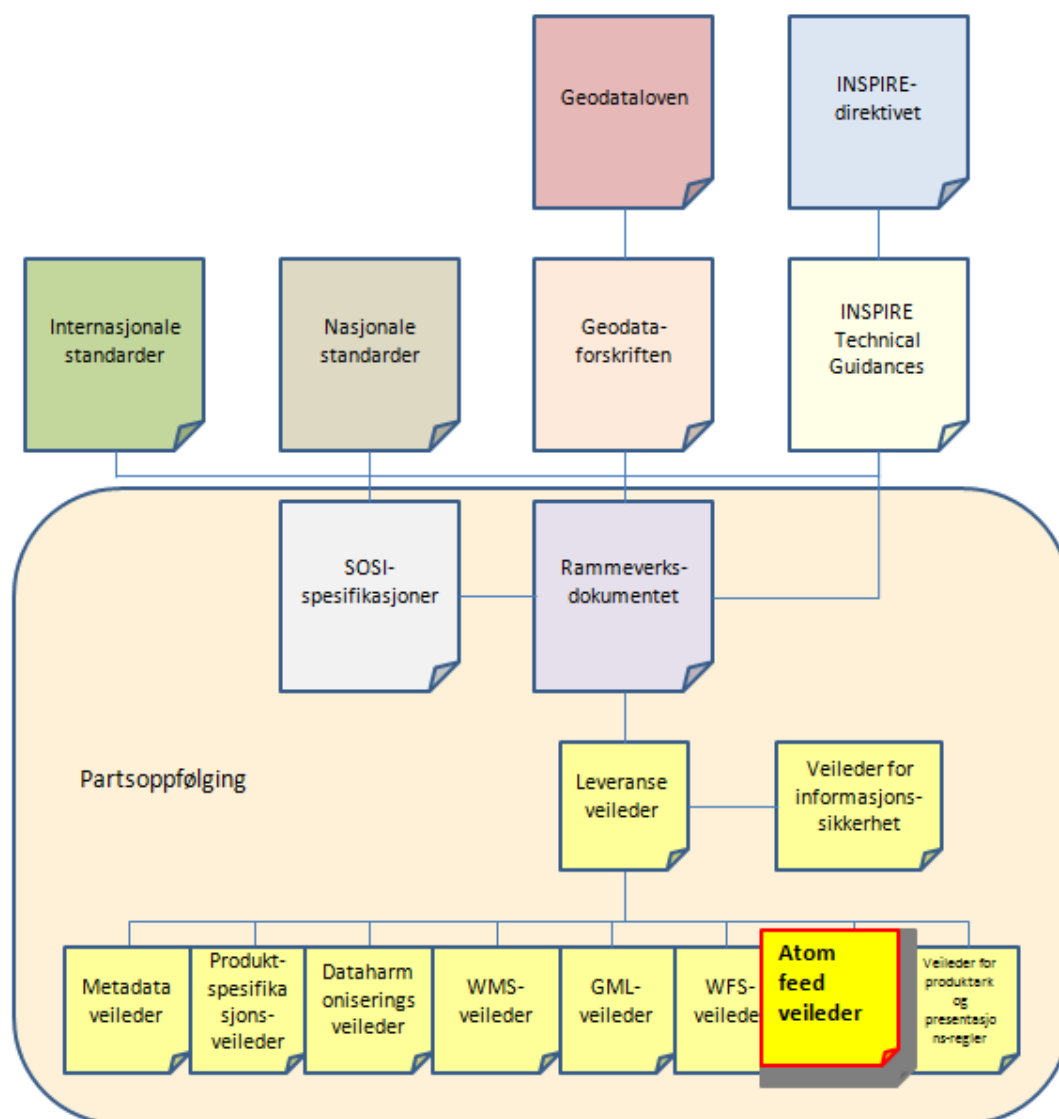 Geodataloven
INSPIRE-
direktivet
Internasjonale
standarder
Nasjonale
standarder
Geodata-
forskriften
INSPIRE
Technical
Guidances
SOSI-
spesifikasjoner
Rammeverks-
dokumentet
Partsoppfølging
Leveranse
veileder
Veileder for
informasjons-
sikkerhet
Metadata
veileder
Produkt-
spesifika
sjons-
veileder
Dataharm
oniserings
veileder
WMS-
veileder
GML-
veileder
WFS-
veileder
Atom
feed
veileder
Veileder for
produktark
og
presentasjo
ns-regler